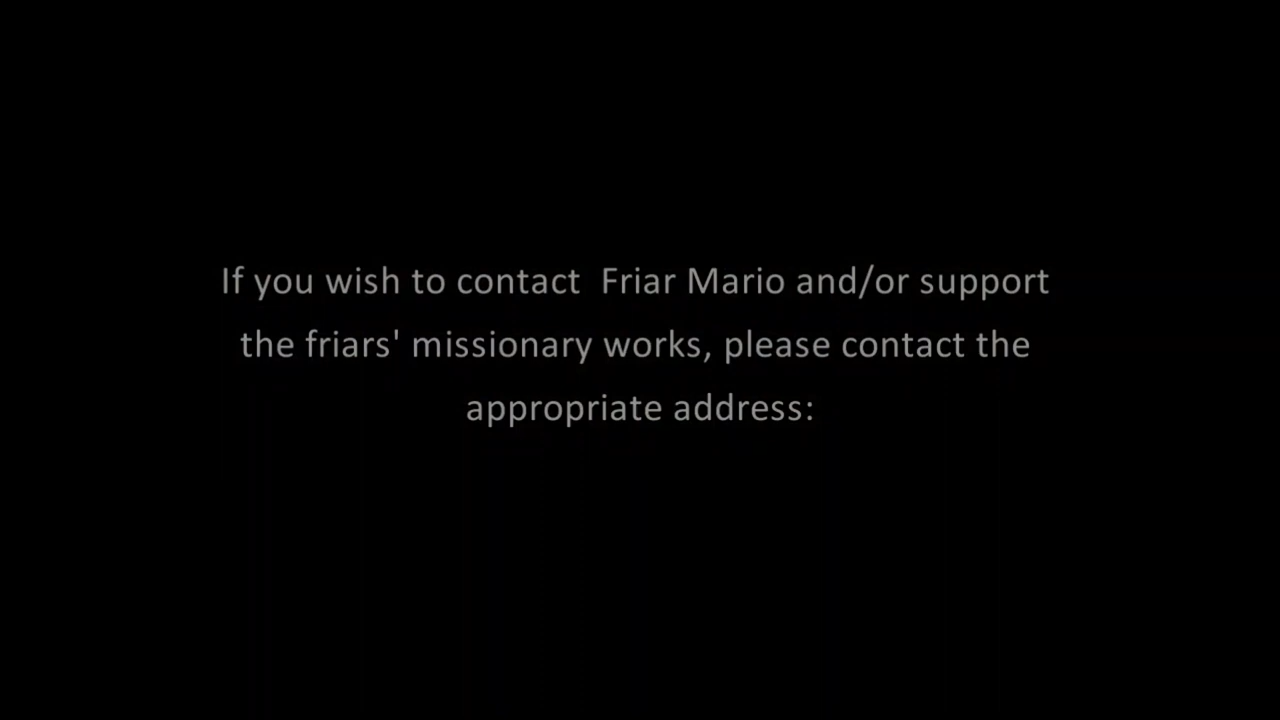 If you wish to contact  Friar Mario and/or support
the friars' missionary works, please contact the
appropriate address: